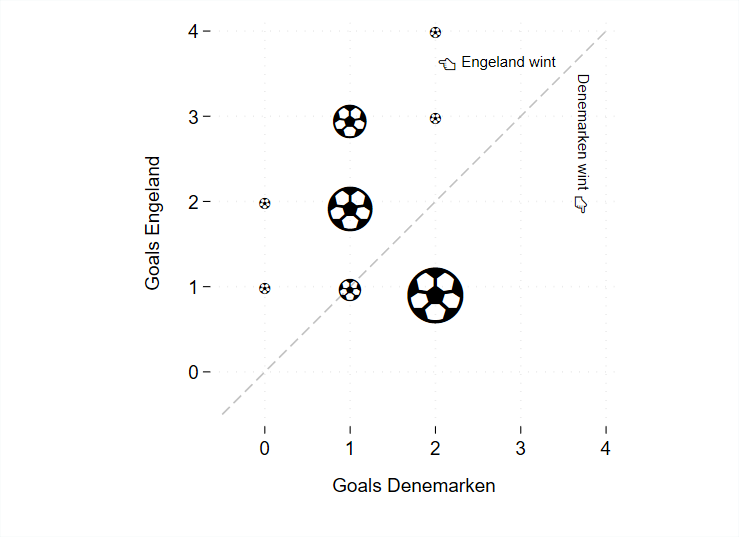 4
Engeland wint
Denemarken wint
3
2
1
0
Goals Engeland
0 1 2 3 4
Goals Denemarken